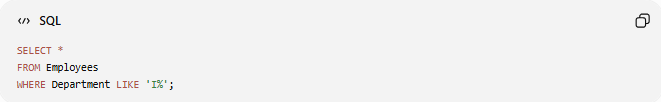 SQL
SELECT *
FROM Employees
WHERE Department LIKE 'I%';